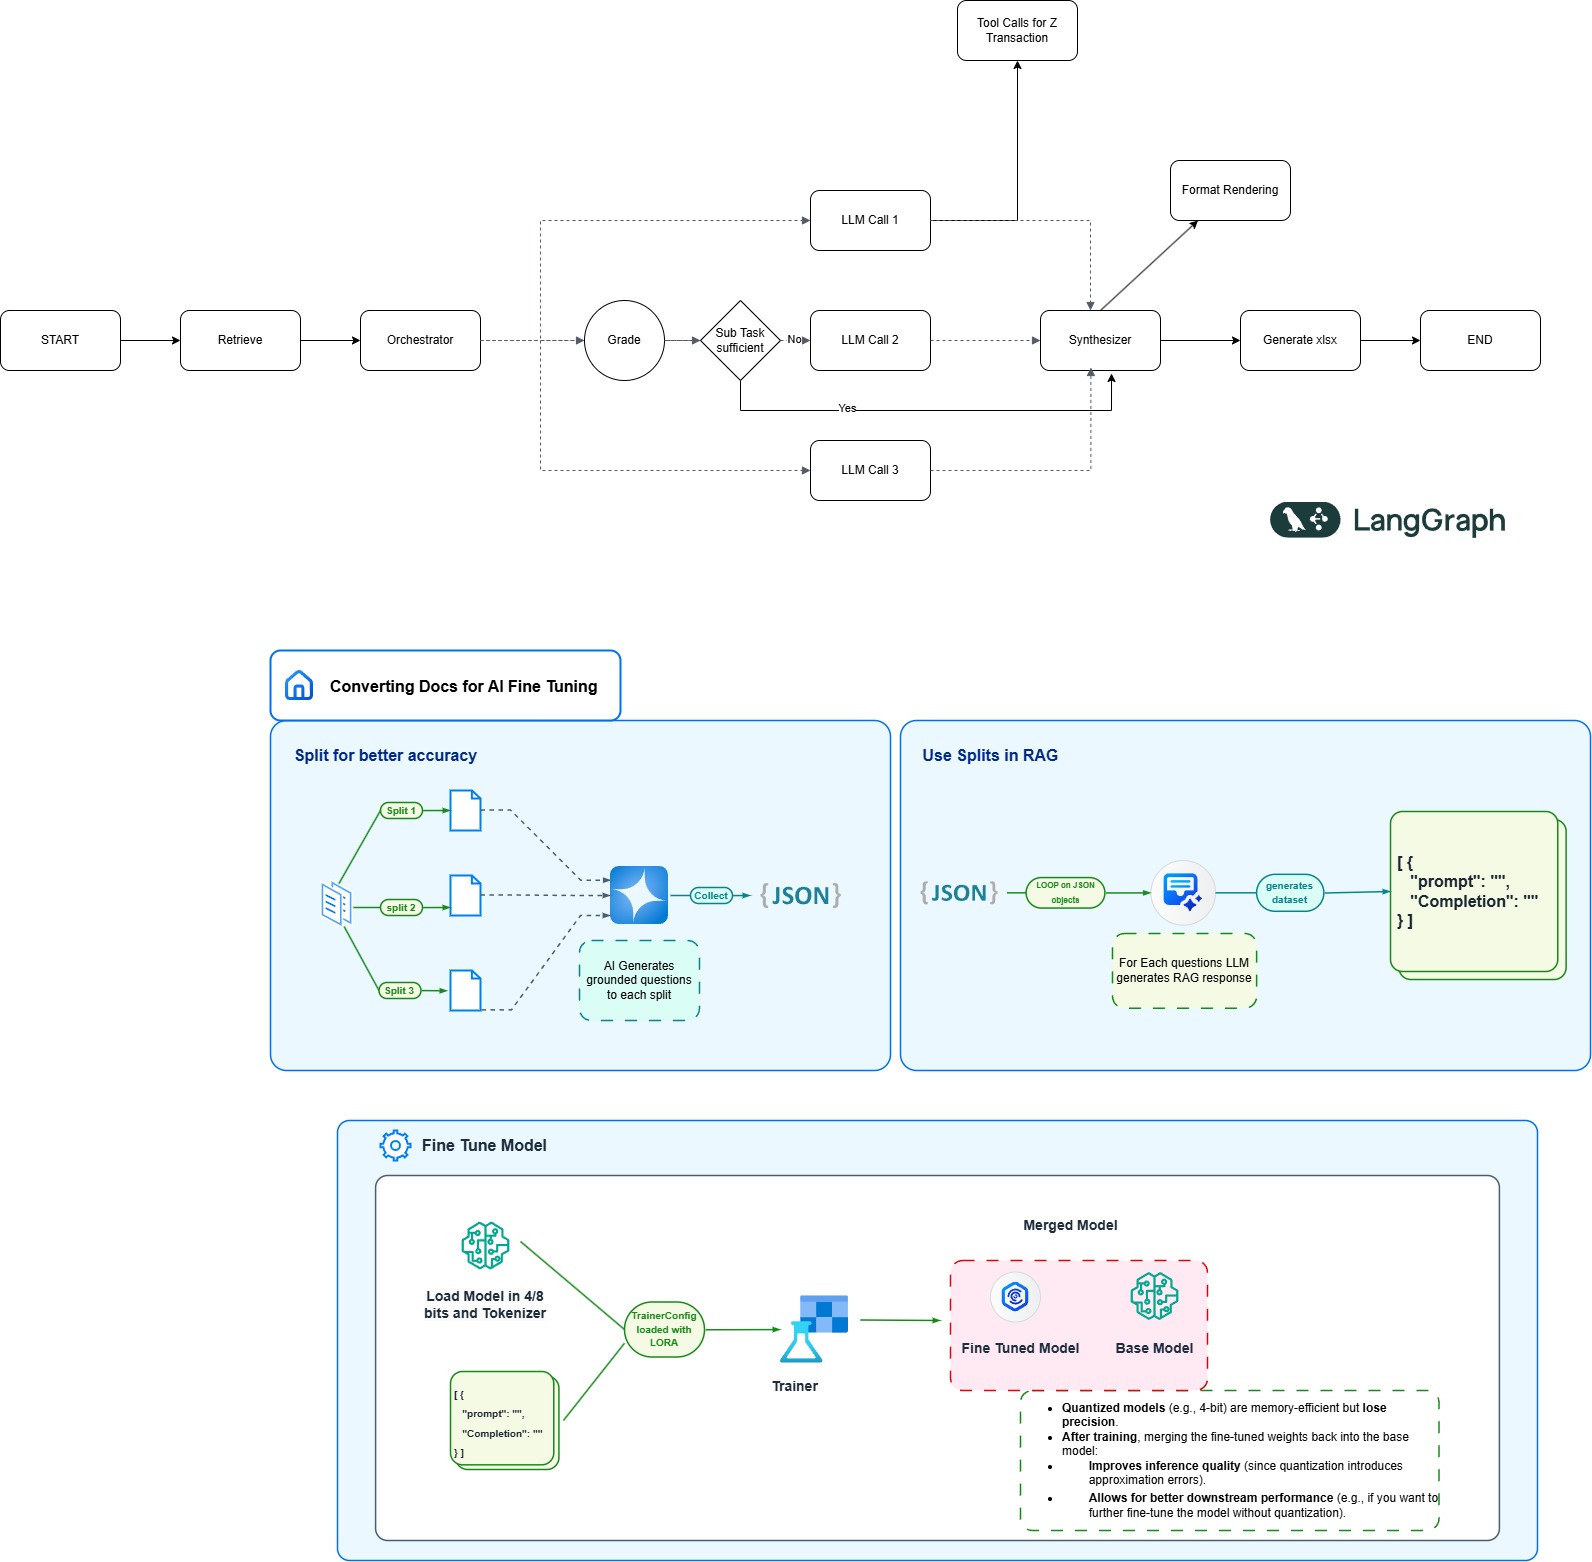 Tool Calls for Z
Transaction
Format Rendering
LLM Call 1
START
Retrieve
Orchestrator
Grade
Sub Task
sufficient
No
LLM Call 2
Synthesizer
Generate xlsx
END
Yes
LLM Call 3
LangGraph
Converting Docs for AI Fine Tuning
Split for better accuracy
Split 1
split 2
Split 3
Collect
{JSON}
AI Generates
grounded questions
to each split
Use Splits in RAG
{JSON}
LOOP on JSON
objects
For Each questions LLM
generates RAG response
generates
dataset
[ {
"prompt": "",
"Completion": ""
} ]
Fine Tune Model
Load Model in 4/8
bits and Tokenizer
[ {
"prompt": "",
"Completion": ""
} ]
TrainerConfig
loaded with
LORA
Trainer
Merged Model
Fine Tuned Model
Base Model
• Quantized models (e.g., 4-bit) are memory-efficient but lose
precision.
• After training, merging the fine-tuned weights back into the base
model:
• Improves inference quality (since quantization introduces
approximation errors).
• Allows for better downstream performance (e.g., if you want to
further fine-tune the model without quantization).